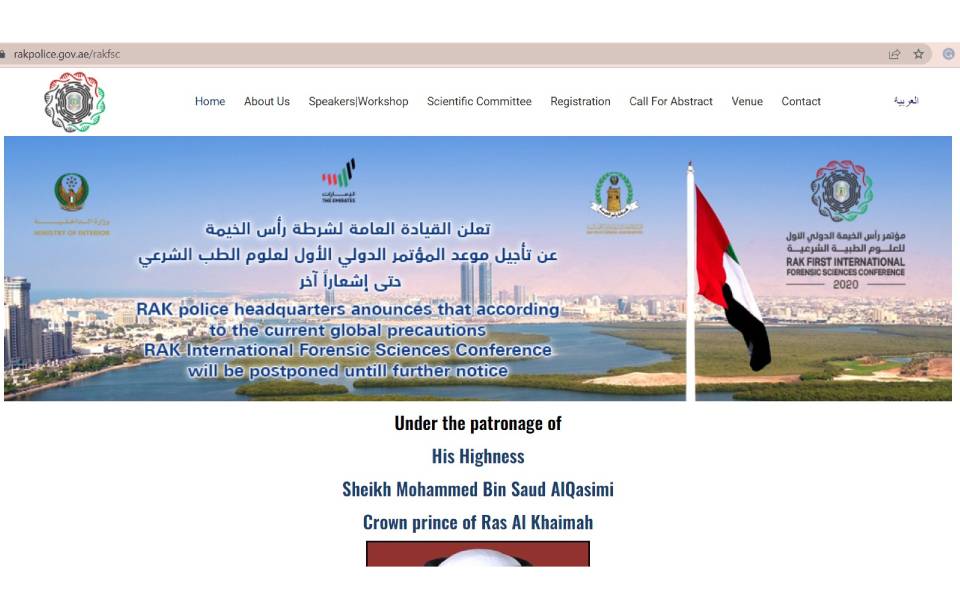 rakpolice.gov.ae/rakfsc
Home About Us Speakers|Workshop Scientific Committee Registration Call For Abstract Venue Contact العربية
وزارة الداخلية
MINISTRY OF INTERIOR
الإمارات
THE EMIRATES
تعلن القيادة العامة لشرطة رأس الخيمة
عن تأجيل موعد المؤتمر الدولي الأول لعلوم الطب الشرعي
حتى إشعاراً آخر
RAK police headquarters anounces that according
to the current global precautions
RAK International Forensic Sciences Conference
will be postponed untill further notice
مؤتمر رأس الخيمة الدولي الأول
للعلوم الطبية الشرعية
RAK FIRST INTERNATIONAL
FORENSIC SCIENCES CONFERENCE
2020
Under the patronage of
His Highness
Sheikh Mohammed Bin Saud AlQasimi
Crown prince of Ras Al Khaimah